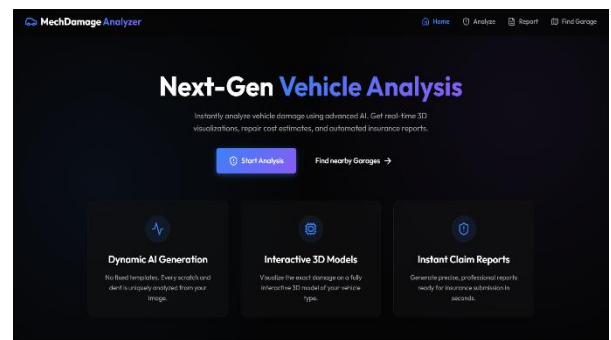 MechDamage Analyzer
Home
Analyze
Report
Find Garage
Next-Gen Vehicle Analysis
Instantly analyze vehicle damage using advanced AI. Get real-time 3D
visualizations, repair cost estimates, and automated insurance reports.
Start Analysis
Find nearby Garages →
Dynamic AI Generation
No fixed templates. Every scratch and
dent is uniquely analyzed from your
image.
Interactive 3D Models
Visualize the exact damage on a fully
interactive 3D model of your vehicle
type.
Instant Claim Reports
Generate precise, professional reports
ready for insurance submission in
seconds.